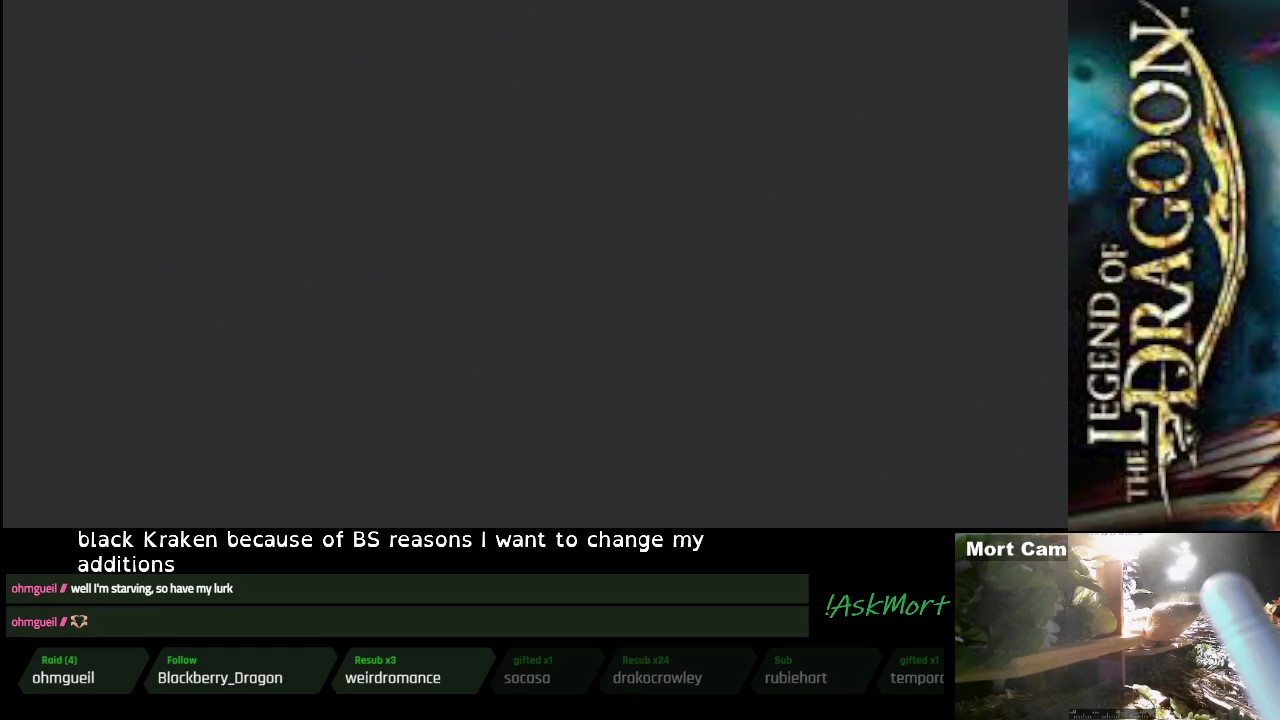 THE LEGEND OF
DRAGOON
black Kraken because of BS reasons I want to change my
additions
ohmgueil // well I'm starving, so have my lurk
ohmgueil //
!AskMort
Mort Cam
Raid (4)
ohmgueil
Follow
Blackberry_Dragon
Resub x3
weirdromance
gifted x1
socasa
Resub x24
drakocrowley
Sub
rubiehart
gifted x1
temporc